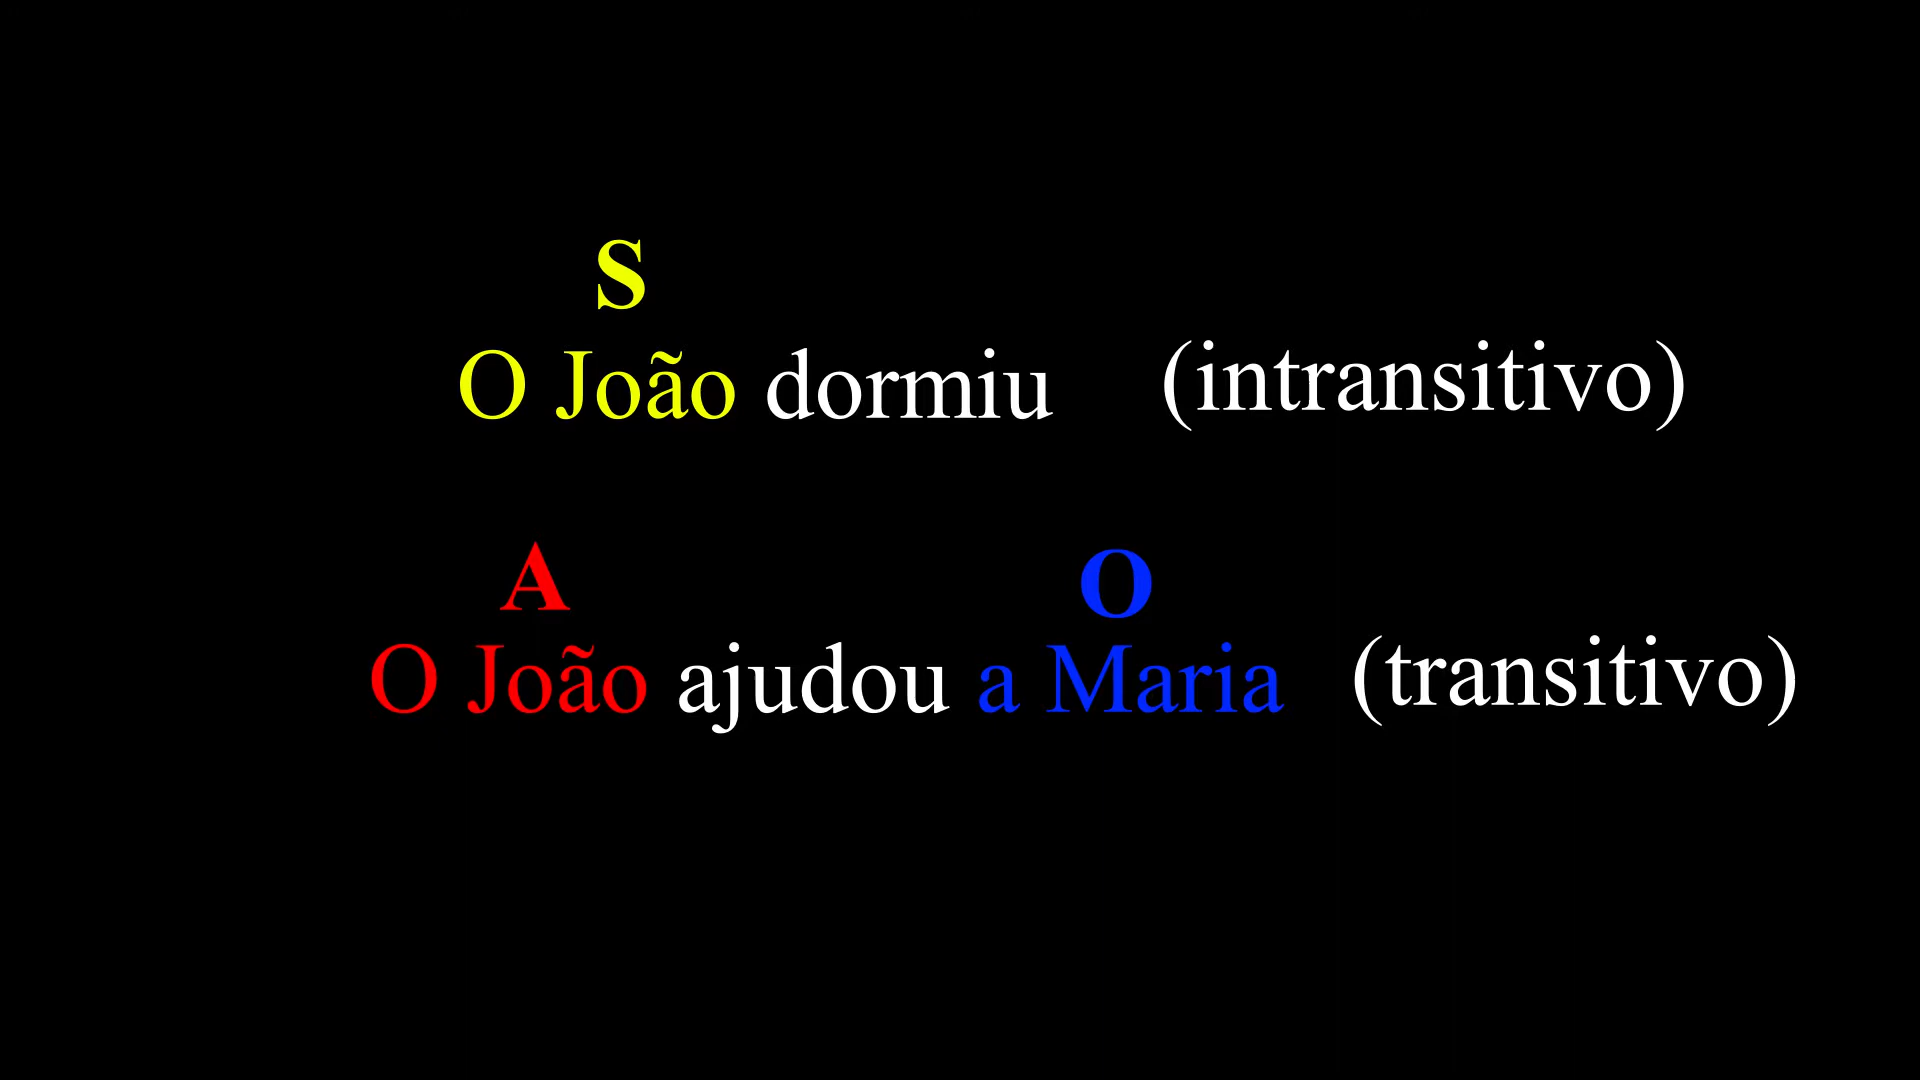 S
O João dormiu (intransitivo)
A O
O João ajudou a Maria (transitivo)